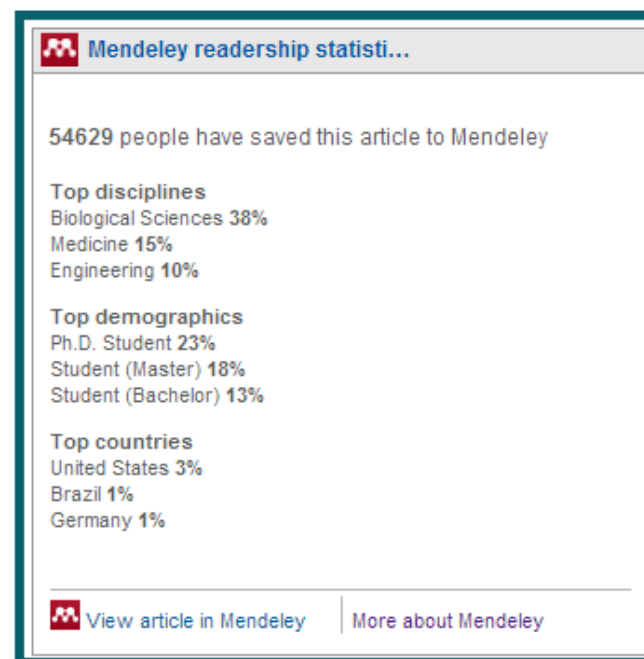 Mendeley readership statisti...
54629 people have saved this article to Mendeley
Top disciplines
Biological Sciences 38%
Medicine 15%
Engineering 10%
Top demographics
Ph.D. Student 23%
Student (Master) 18%
Student (Bachelor) 13%
Top countries
United States 3%
Brazil 1%
Germany 1%
View article in Mendeley
More about Mendeley